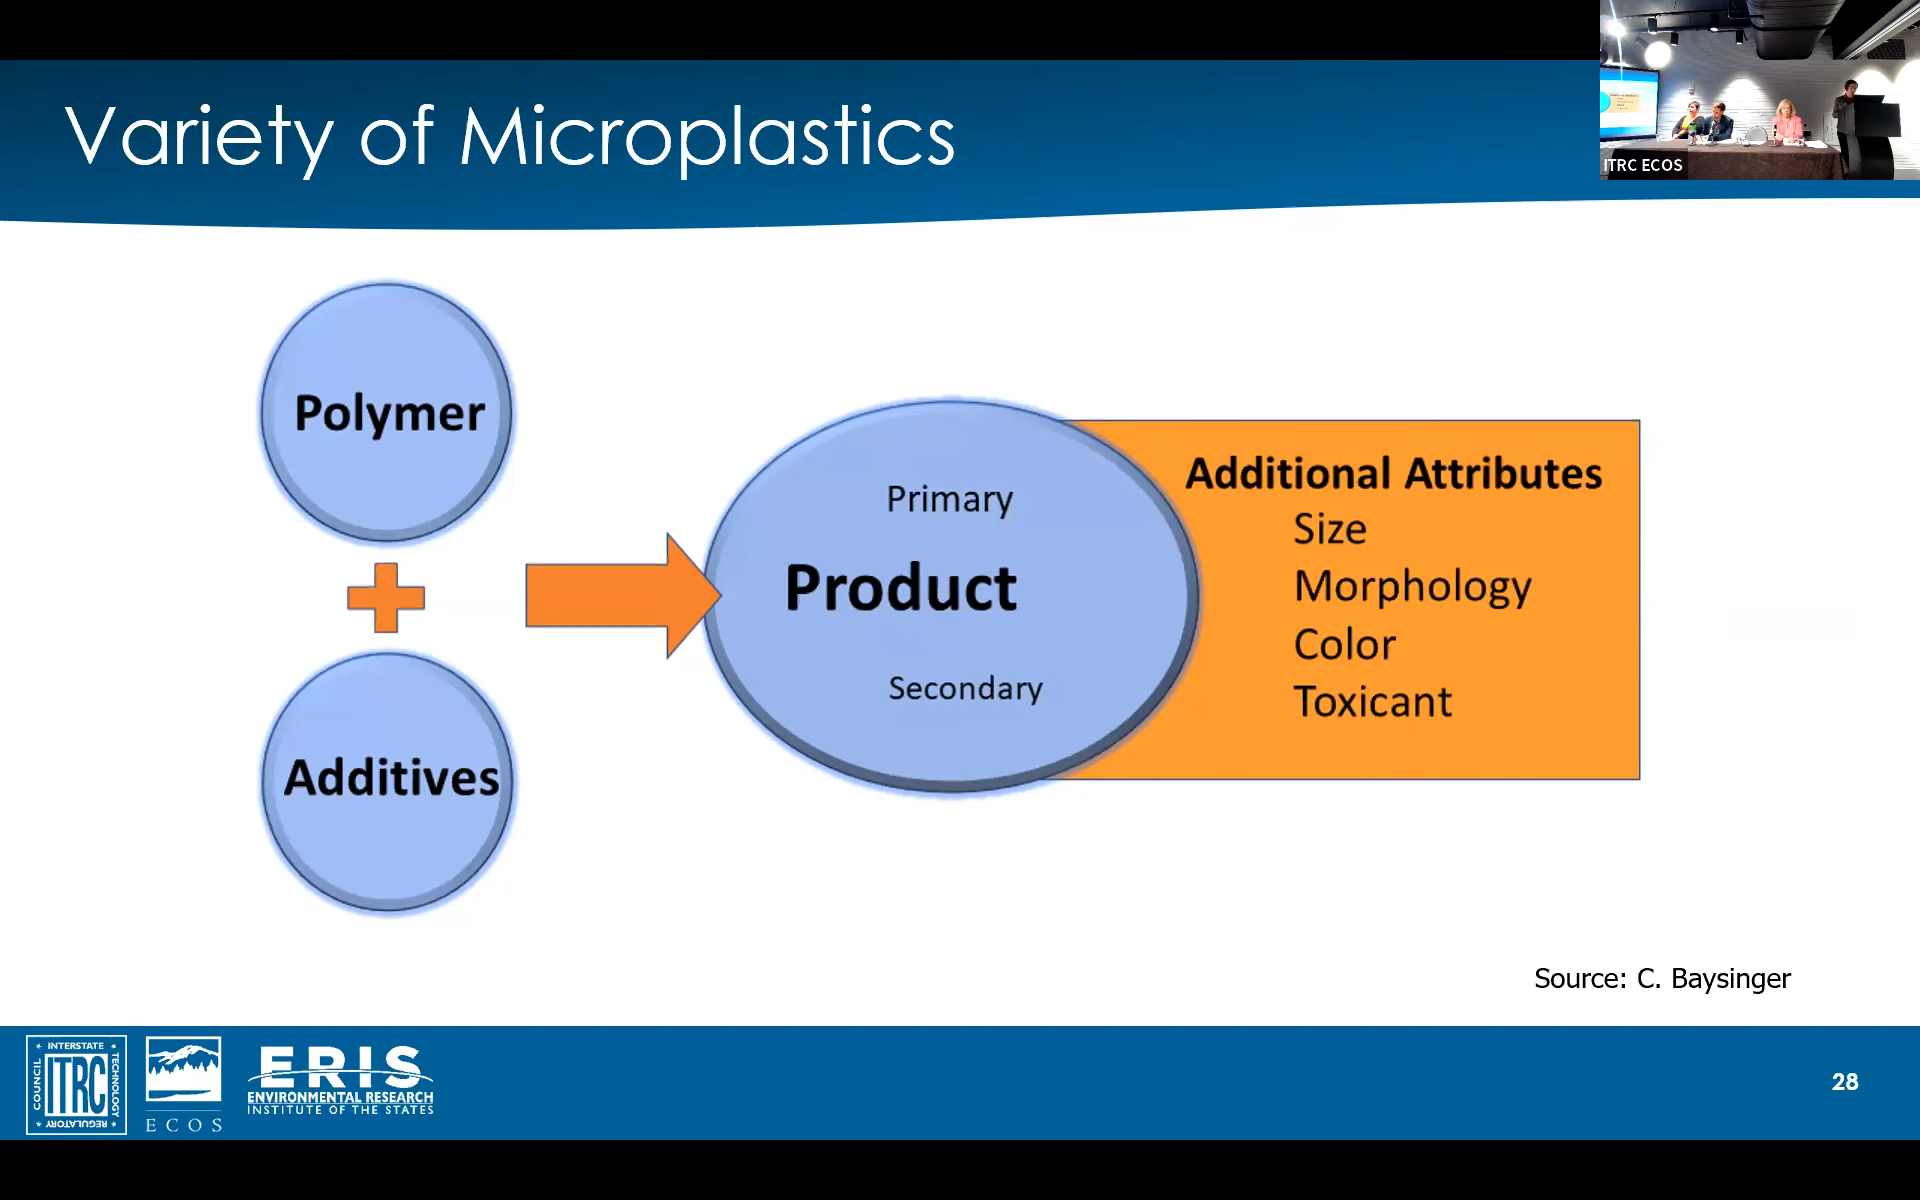 Variety of Microplastics
ITRC ECOS
Polymer
Additives
Primary
Product
Secondary
Additional Attributes
Size
Morphology
Color
Toxicant
Source: C. Baysinger
INTERSTATE
TECHNOLOGY
REGULATORY
COUNCIL
ITRC
ECOS
ERIS
ENVIRONMENTAL RESEARCH
INSTITUTE OF THE STATES
28